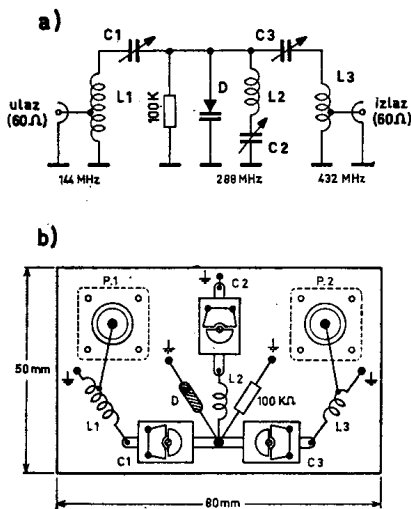 a)
C1
C3
ulaz
(60Ω)
L1
100K
D
L2
C2
L3
izlaz
(60Ω)
144 MHz
288 MHz
432 MHz
b)
P.1
C2
P.2
50mm
L2
D
100 KΩ
L1
L3
C1
C3
80mm